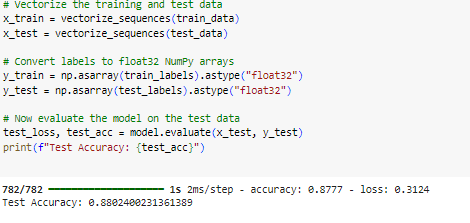 # Vectorize the training and test data
x_train = vectorize_sequences(train_data)
x_test = vectorize_sequences(test_data)
# Convert labels to float32 NumPy arrays
y_train = np.asarray(train_labels).astype("float32")
y_test = np.asarray(test_labels).astype("float32")
# Now evaluate the model on the test data
test_loss, test_acc = model.evaluate(x_test, y_test)
print(f"Test Accuracy: {test_acc}")
782/782 ━━━━━━━━━━━━━━━━━━━━ 1s 2ms/step - accuracy: 0.8777 - loss: 0.3124
Test Accuracy: 0.8802400231361389